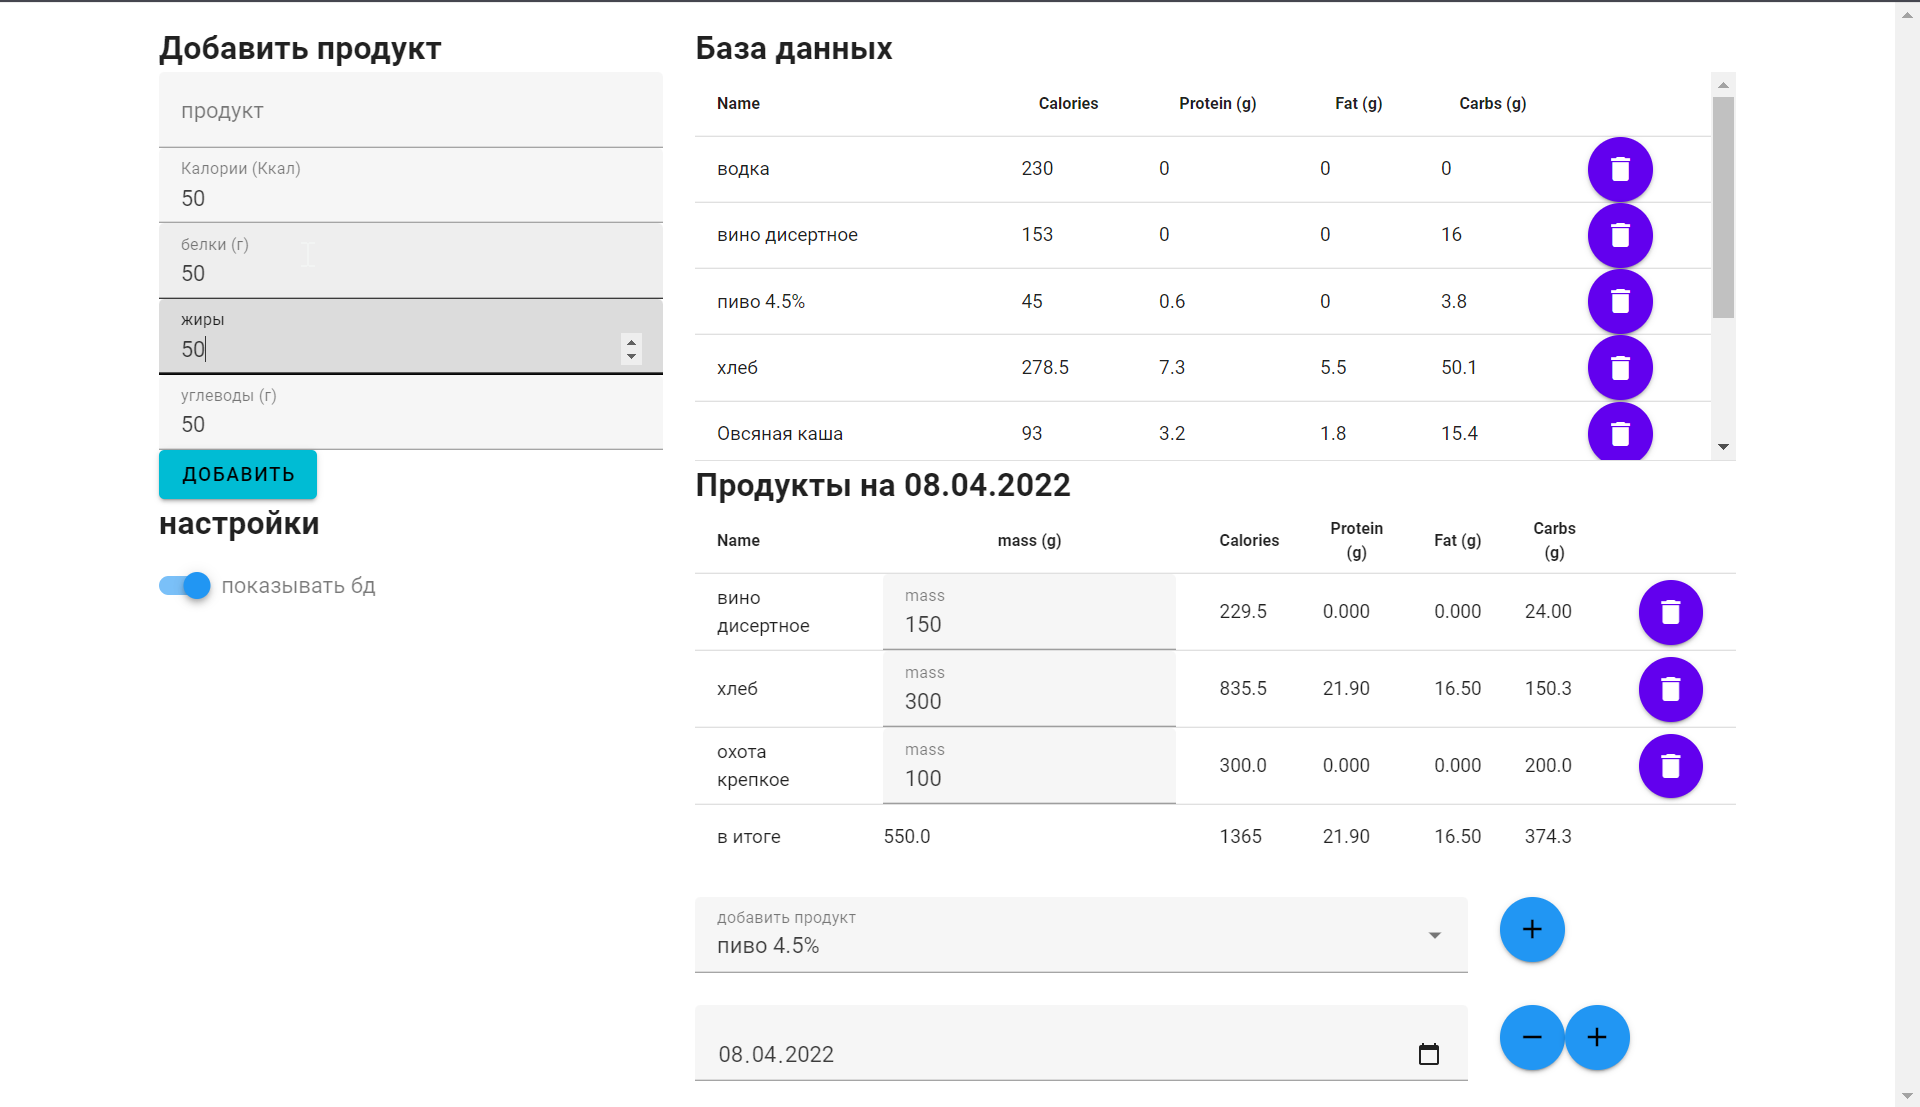 Добавить продукт
продукт
Калории (Ккал)
50
белки (г)
50
жиры
50
углеводы (г)
50
ДОБАВИТЬ
настройки
показывать бд
База данных
Name Calories Protein (g) Fat (g) Carbs (g)
водка 230 0 0 0
вино дисертное 153 0 0 16
пиво 4.5% 45 0.6 0 3.8
хлеб 278.5 7.3 5.5 50.1
Овсяная каша 93 3.2 1.8 15.4
Продукты на 08.04.2022
Name mass (g) Calories Protein (g) Fat (g) Carbs (g)
вино дисертное mass 150 229.5 0.000 0.000 24.00
хлеб mass 300 835.5 21.90 16.50 150.3
охота крепкое mass 100 300.0 0.000 0.000 200.0
в итоге 550.0 1365 21.90 16.50 374.3
добавить продукт
пиво 4.5%
08.04.2022